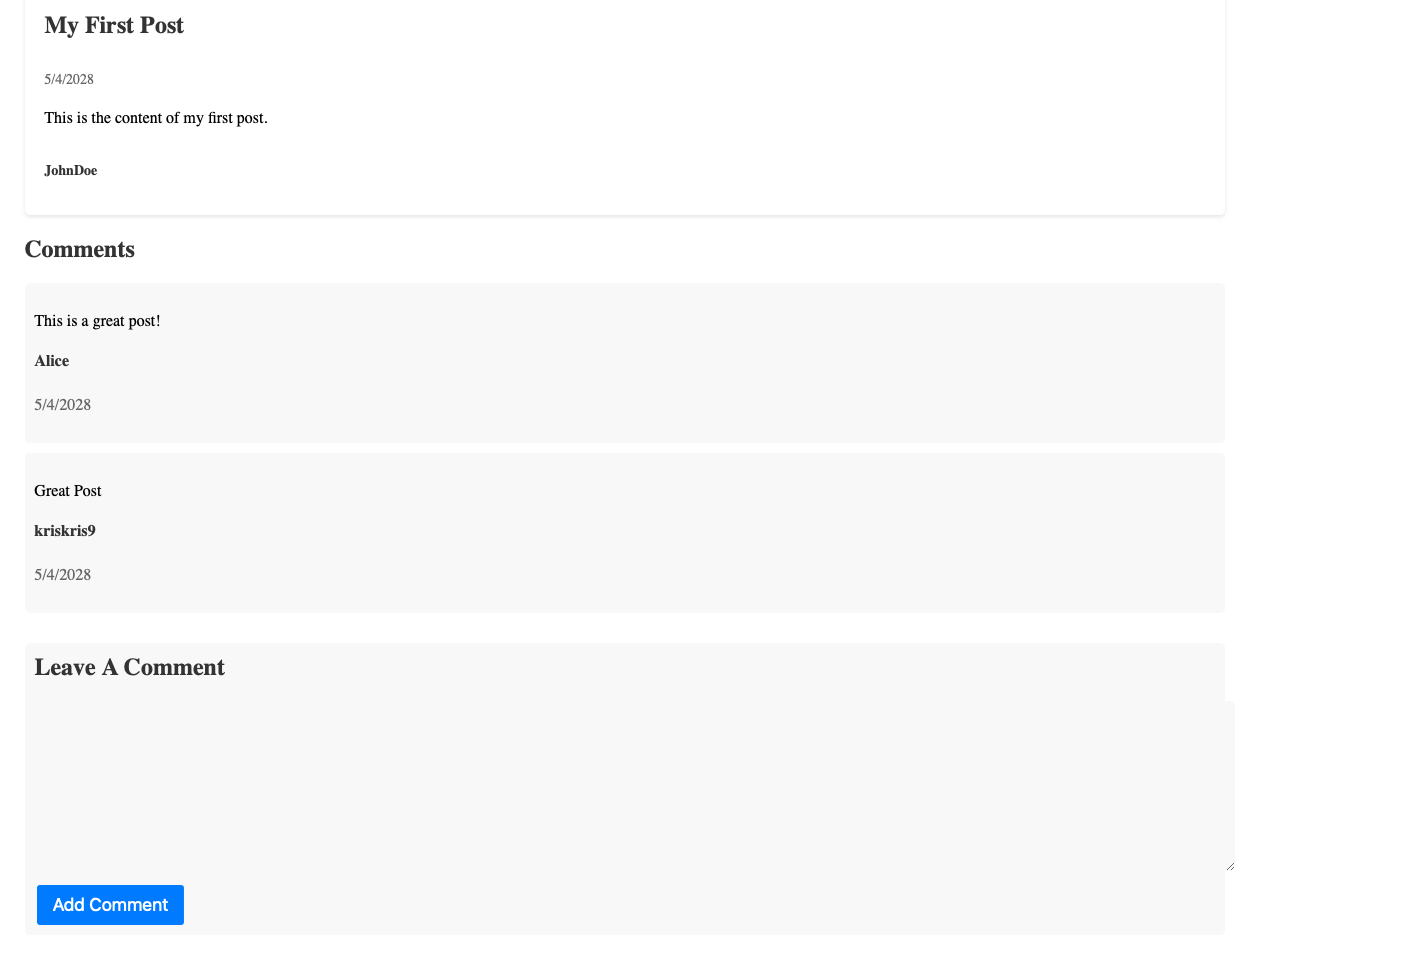 My First Post
5/4/2028
This is the content of my first post.
JohnDoe
Comments
This is a great post!
Alice
5/4/2028
Great Post
kriskris9
5/4/2028
Leave A Comment
Add Comment